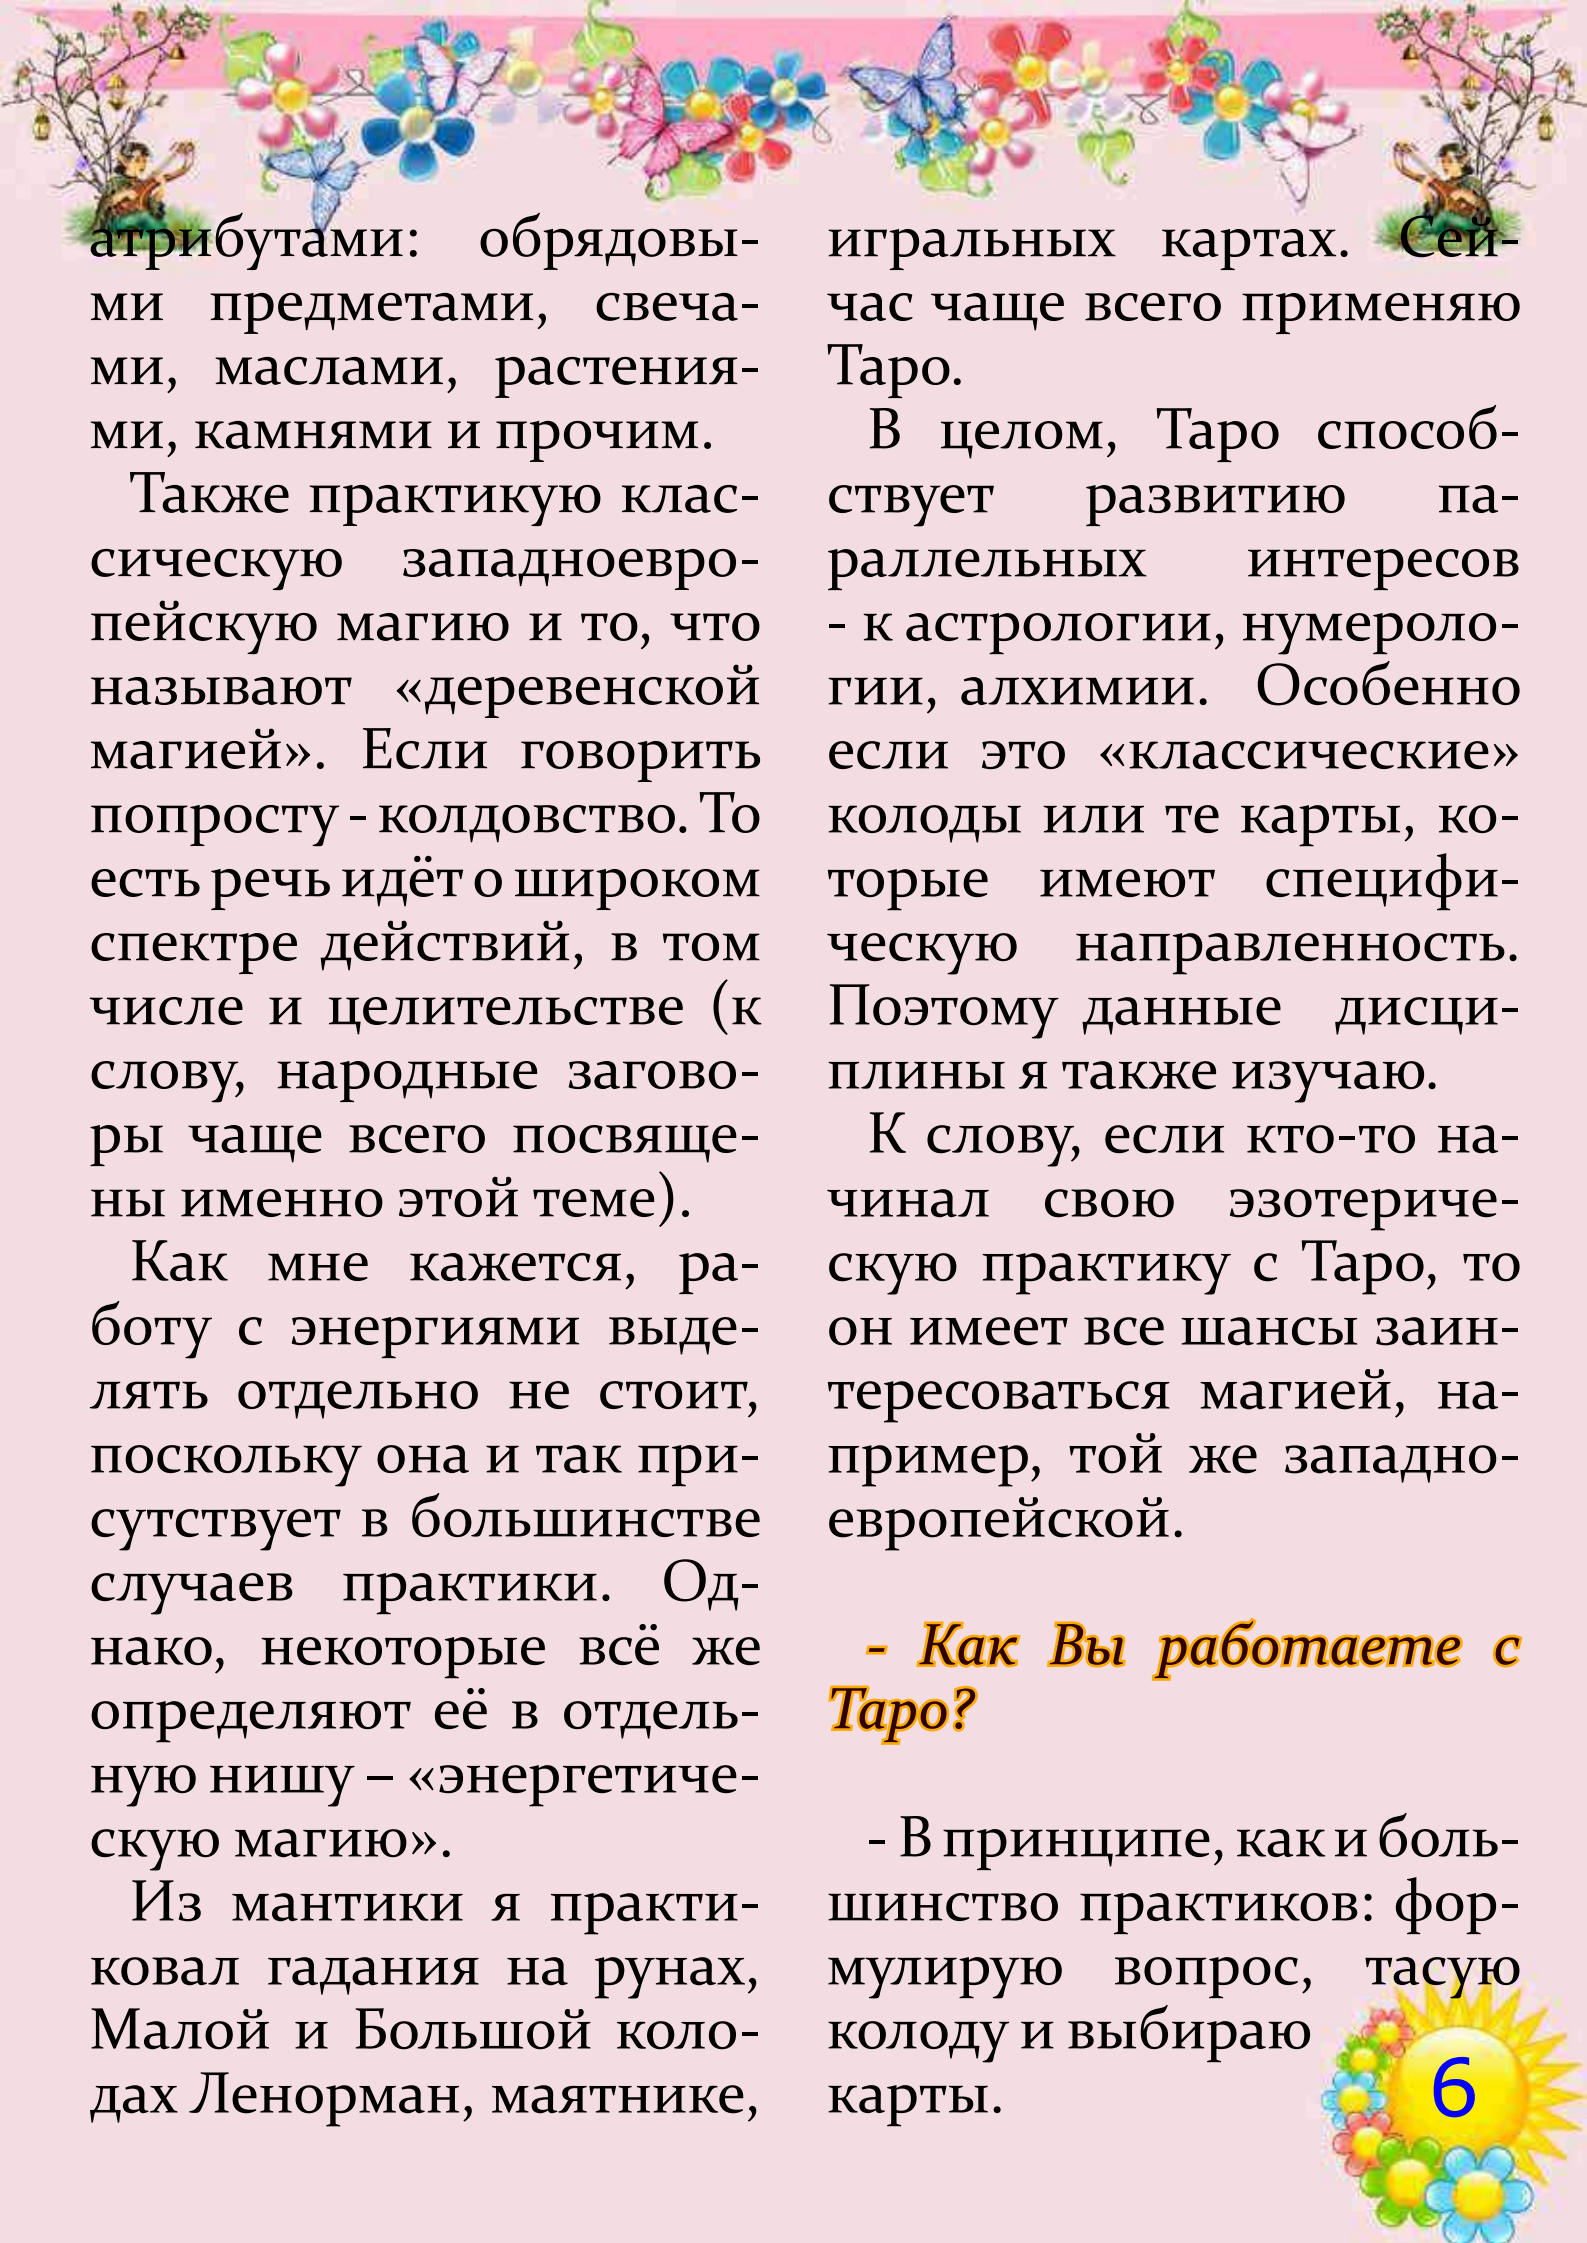 атрибутами: обрядовы-
ми предметами, свеча-
ми, маслами, растения-
ми, камнями и прочим.
Также практикую клас-
сическую западноевро-
пейскую магию и то, что
называют «деревенской
магией». Если говорить
попросту - колдовство. То
есть речь идёт о широком
спектре действий, в том
числе и целительстве (к
слову, народные загово-
ры чаще всего посвяще-
ны именно этой теме).
Как мне кажется, ра-
боту с энергиями выде-
лять отдельно не стоит,
поскольку она и так при-
сутствует в большинстве
случаев практики. Од-
нако, некоторые всё же
определяют её в отдель-
ную нишу – «энергетиче-
скую магию».
Из мантики я практи-
ковал гадания на рунах,
Малой и Большой коло-
дах Ленорман, маятнике,
игральных картах. Сей-
час чаще всего применяю
Таро.
В целом, Таро способ-
ствует развитию па-
раллельных интересов
- к астрологии, нумероло-
гии, алхимии. Особенно
если это «классические»
колоды или те карты, ко-
торые имеют специфи-
ческую направленность.
Поэтому данные дисци-
плины я также изучаю.
К слову, если кто-то на-
чинал свою эзотериче-
скую практику с Таро, то
он имеет все шансы заин-
тересоваться магией, на-
пример, той же западно-
европейской.
- Как Вы работаете с
Таро?
- В принципе, как и боль-
шинство практиков: фор-
мулирую вопрос, тасую
колоду и выбираю
карты.
6